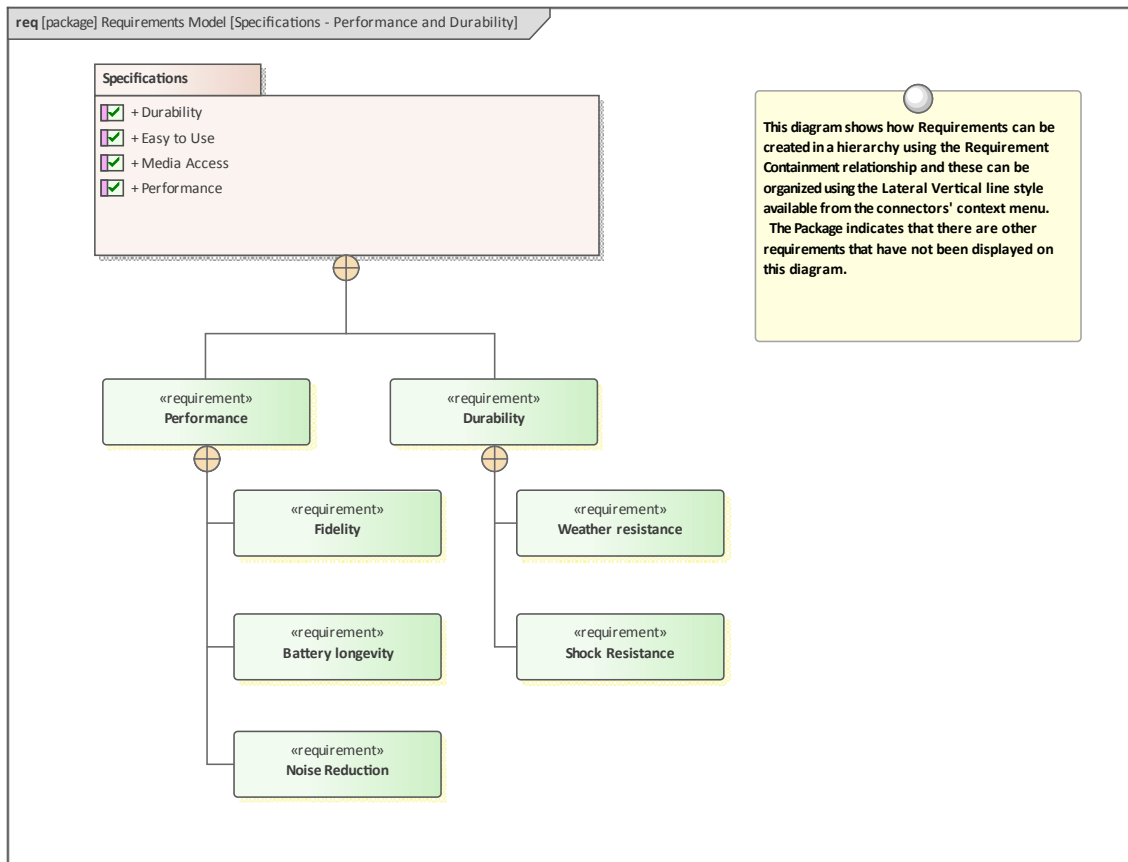 req [package] Requirements Model [Specifications - Performance and Durability]
Specifications
+ Durability
+ Easy to Use
+ Media Access
+ Performance
This diagram shows how Requirements can be
created in a hierarchy using the Requirement
Containment relationship and these can be
organized using the Lateral Vertical line style
available from the connectors' context menu.
The Package indicates that there are other
requirements that have not been displayed on
this diagram.
«requirement»
Performance
«requirement»
Durability
«requirement»
Fidelity
«requirement»
Weather resistance
«requirement»
Battery longevity
«requirement»
Shock Resistance
«requirement»
Noise Reduction